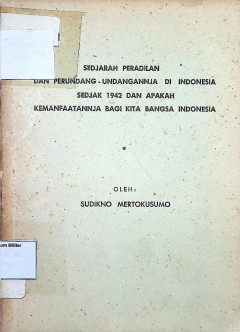 SEDJARAH PERADILAN
DAN PERUNDANG-UNDANGANNJA DI INDONESIA
SEDJAK 1942 DAN APAKAH
KEMANFAATANNJA BAGI KITA BANGSA INDONESIA
*
OLEH:
SUDIKNO MERTOKUSUMO
Militer